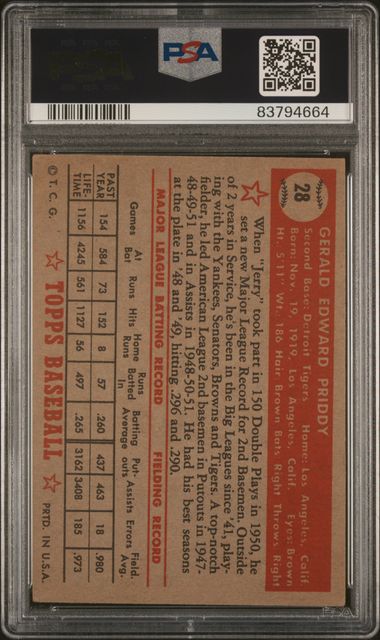 PSA
83794664
28
GERALD EDWARD PRIDDY
Second Base: Detroit Tigers Home: Los Angeles, Calif.
Born: Nov. 19, 1919, Los Angeles, Calif. Eyes: Brown
Ht.: 5'11" Wt.: 186 Hair: Brown Bats: Right Throws: Right
When "Jerry" took part in 150 Double Plays in 1950, he
set a new Major League Record for 2nd Basemen. Outside
of 2 years in Service, he's been in the Big Leagues since '41, play-
ing with the Yankees, Senators, Browns and Tigers. A top-notch
fielder, he led American League 2nd basemen in Putouts in 1947-
48-49-51 and in Assists in 1948-50-51. He had his best seasons
at the plate in '48 and '49, hitting .296 and .290.
MAJOR LEAGUE BATTING RECORD FIELDING RECORD
Games At Bat Runs Hits Home Runs Runs Batted In Batting Average Put-outs Assists Errors Field. Avg.
PAST YEAR 154 584 73 152 8 57 .260 437 463 18 .980
LIFE-TIME 1156 4245 561 1127 56 497 .265 3162 3408 185 .973
© T. C. G. TOPPS BASEBALL PRTD. IN U.S.A.